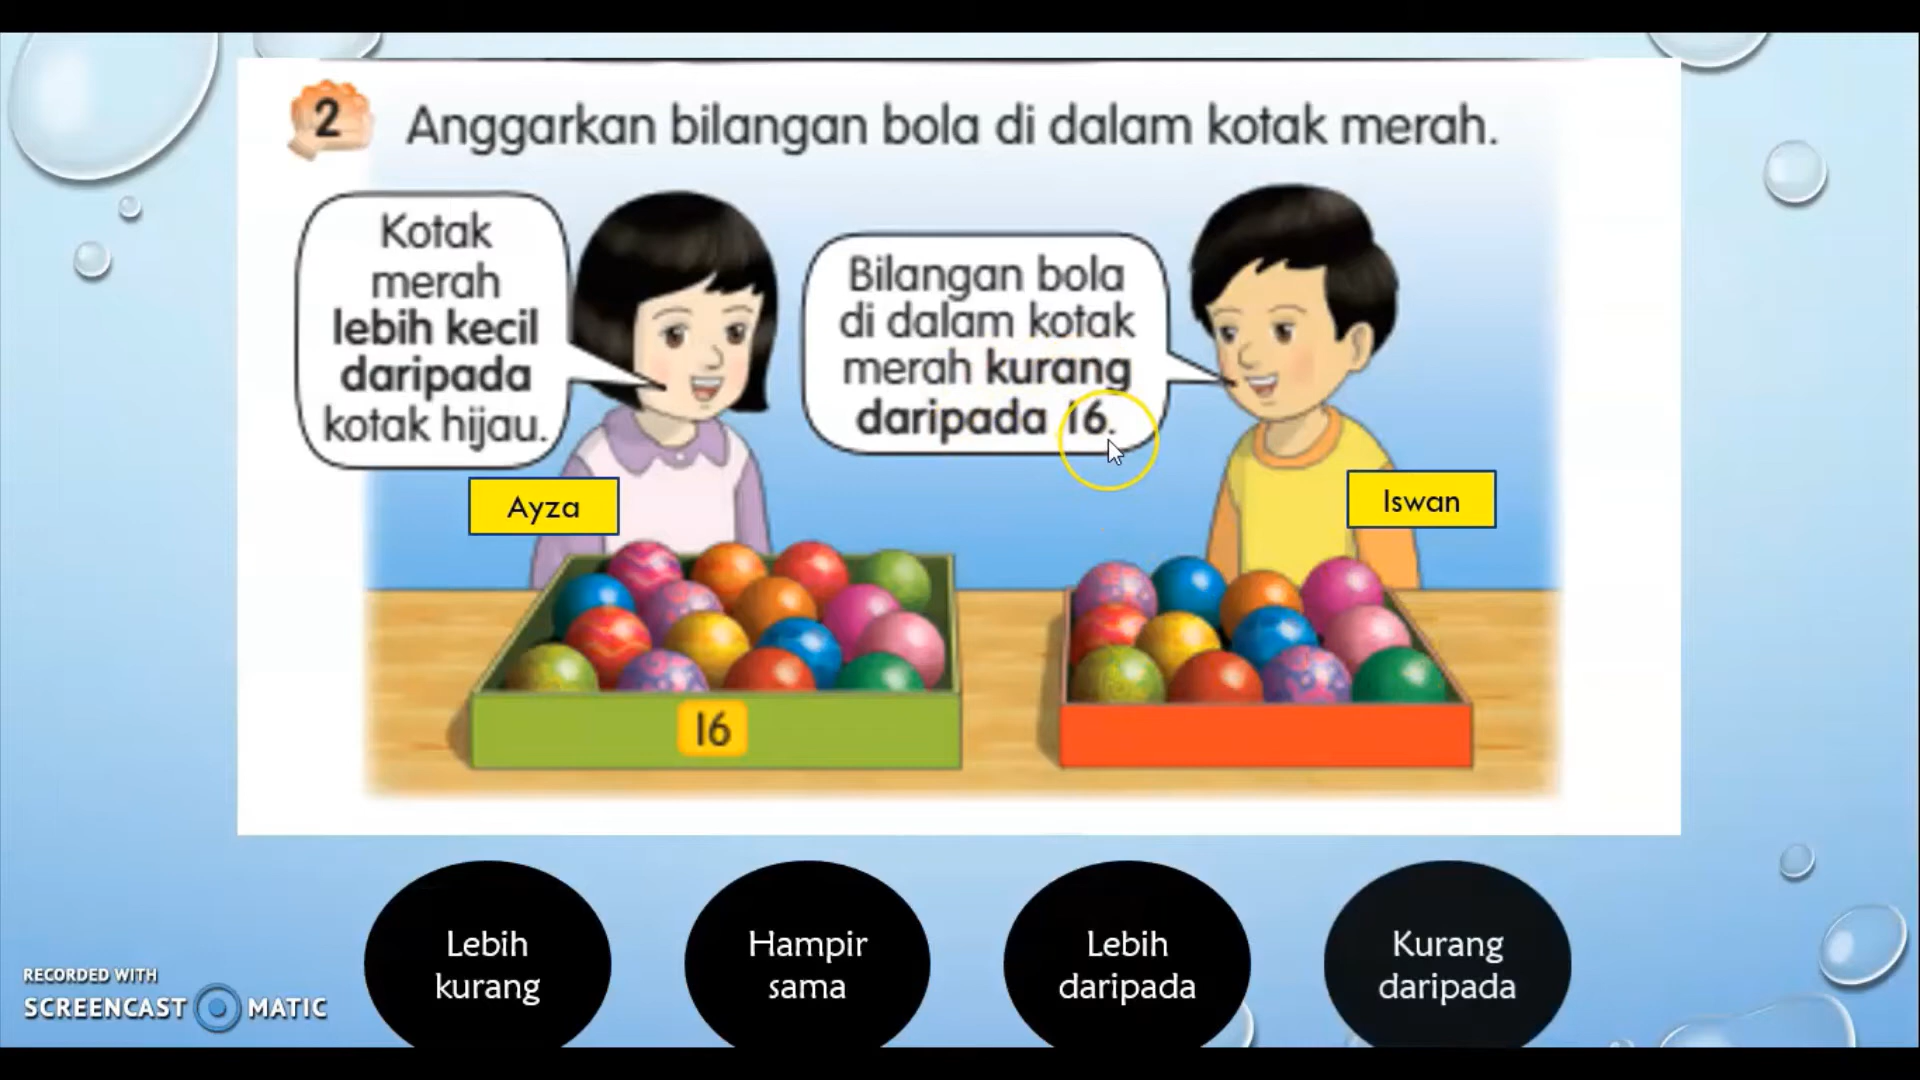 2 Anggarkan bilangan bola di dalam kotak merah.
Kotak
merah
lebih kecil
daripada
kotak hijau.
Bilangan bola
di dalam kotak
merah kurang
daripada 16.
Ayza
Iswan
16
Lebih
kurang
Hampir
sama
Lebih
daripada
Kurang
daripada
RECORDED WITH
SCREENCAST MATIC